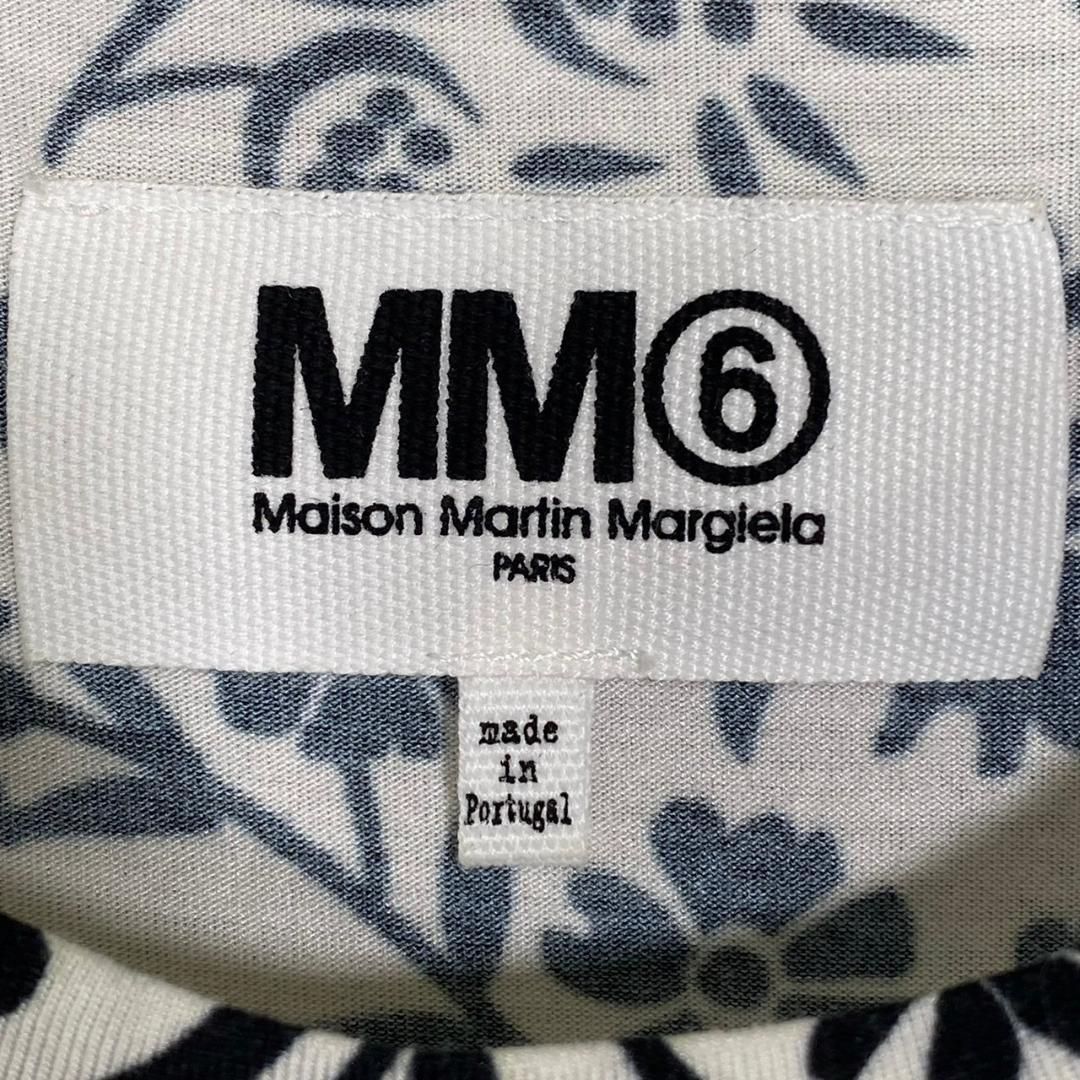 MM⑥
Maison Martin Margiela
PARIS
made
in
Portugal